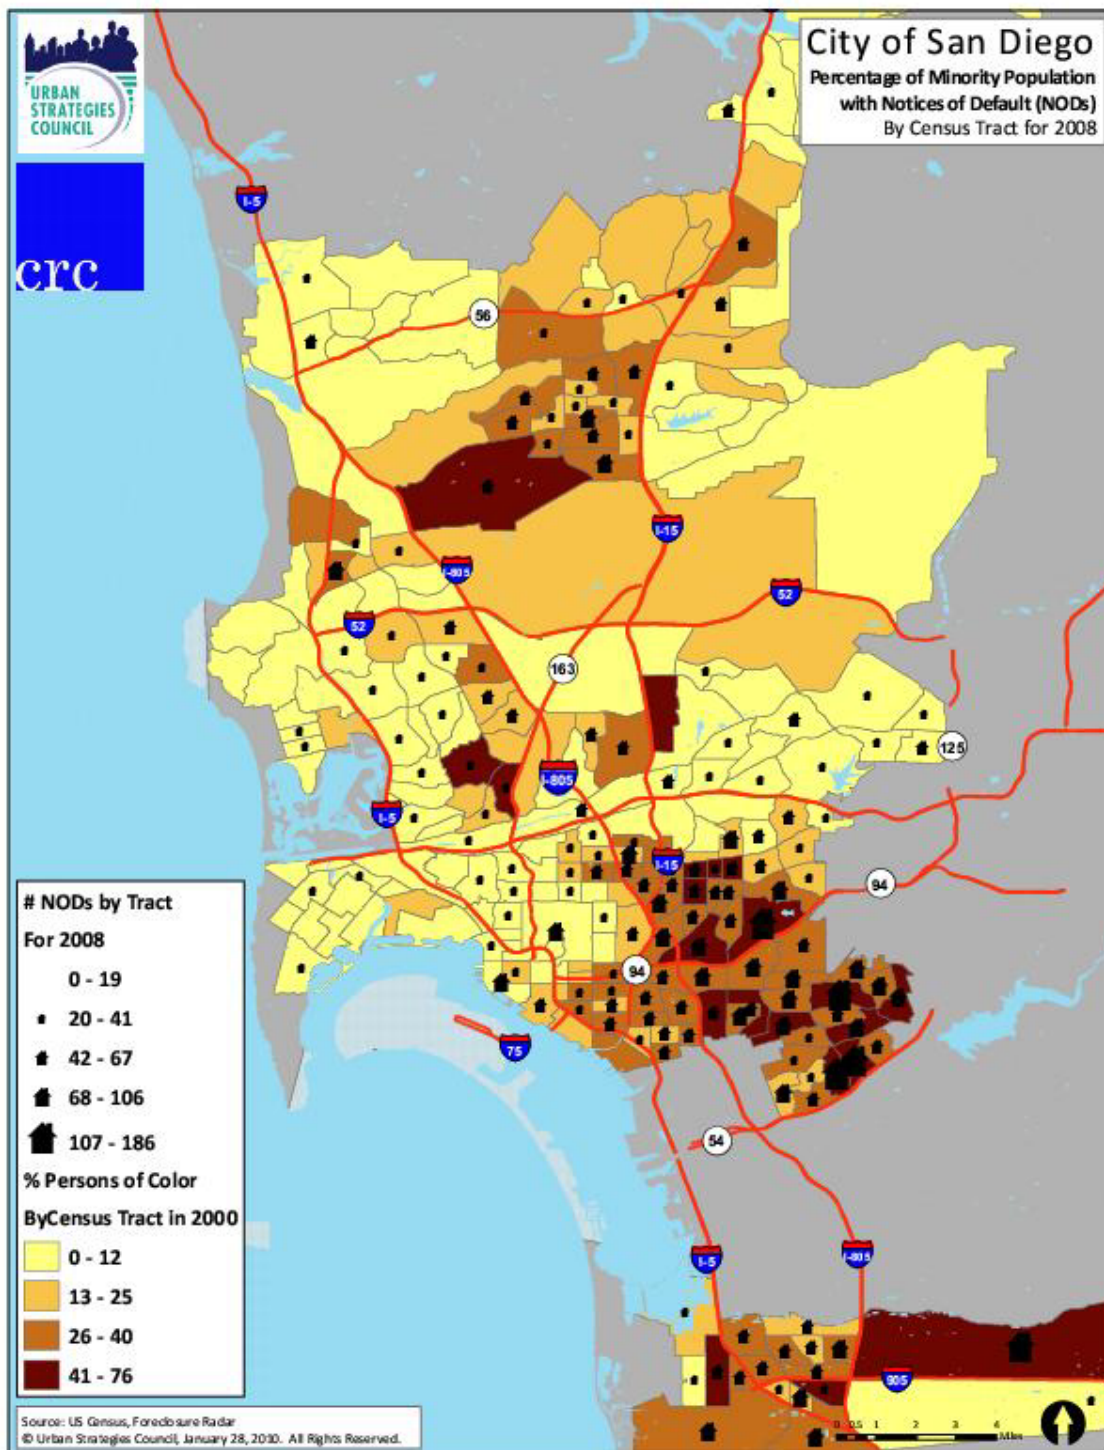 URBAN
STRATEGIES
COUNCIL
crc
City of San Diego
Percentage of Minority Population
with Notices of Default (NODs)
By Census Tract for 2008
I-5
56
I-15
I-805
52
52
163
125
I-805
I-5
I-15
94
94
75
54
I-5
I-805
905
# NODs by Tract
For 2008
0 - 19
20 - 41
42 - 67
68 - 106
107 - 186
% Persons of Color
ByCensus Tract in 2000
0 - 12
13 - 25
26 - 40
41 - 76
0 0.5 1 2 3 4
Miles
Source: US Census, Foreclosure Radar
© Urban Strategies Council, January 28, 2010. All Rights Reserved.